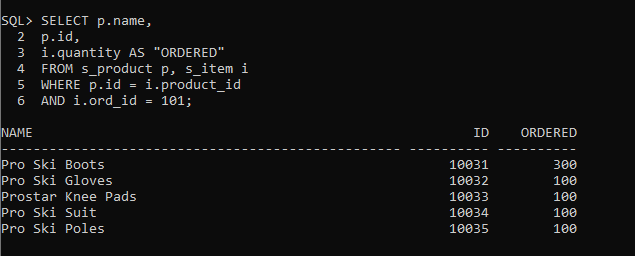 SQL> SELECT p.name,
  2  p.id,
  3  i.quantity AS "ORDERED"
  4  FROM s_product p, s_item i
  5  WHERE p.id = i.product_id
  6  AND i.ord_id = 101;
NAME                                                       ID    ORDERED
-------------------------------------------------- ---------- ----------
Pro Ski Boots                                           10031        300
Pro Ski Gloves                                          10032        100
Prostar Knee Pads                                       10033        100
Pro Ski Suit                                            10034        100
Pro Ski Poles                                           10035        100